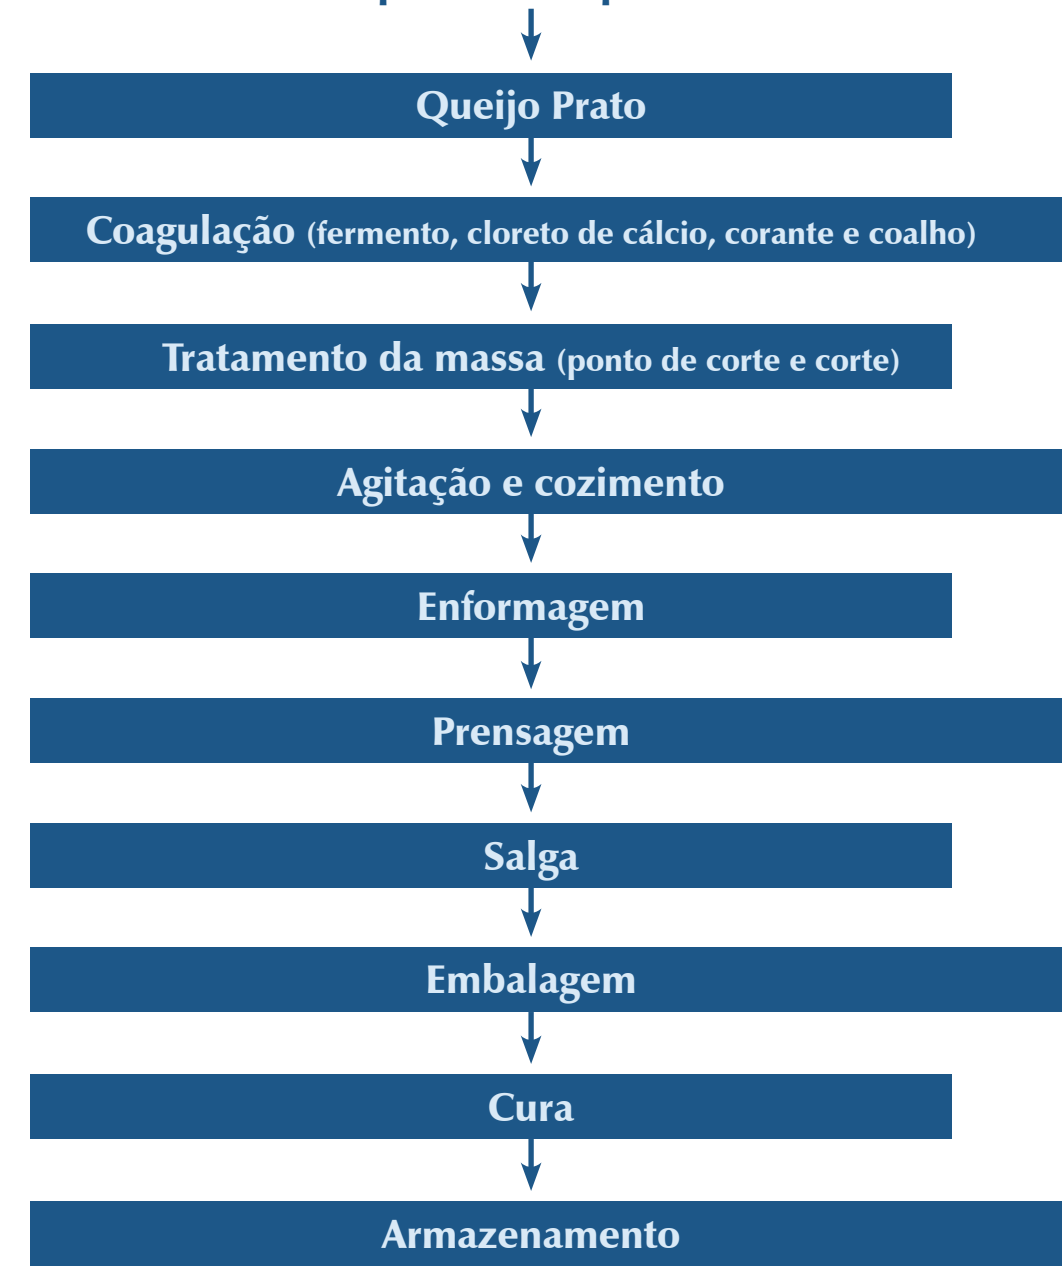 Queijo Prato
Coagulação (fermento, cloreto de cálcio, corante e coalho)
Tratamento da massa (ponto de corte e corte)
Agitação e cozimento
Enformagem
Prensagem
Salga
Embalagem
Cura
Armazenamento